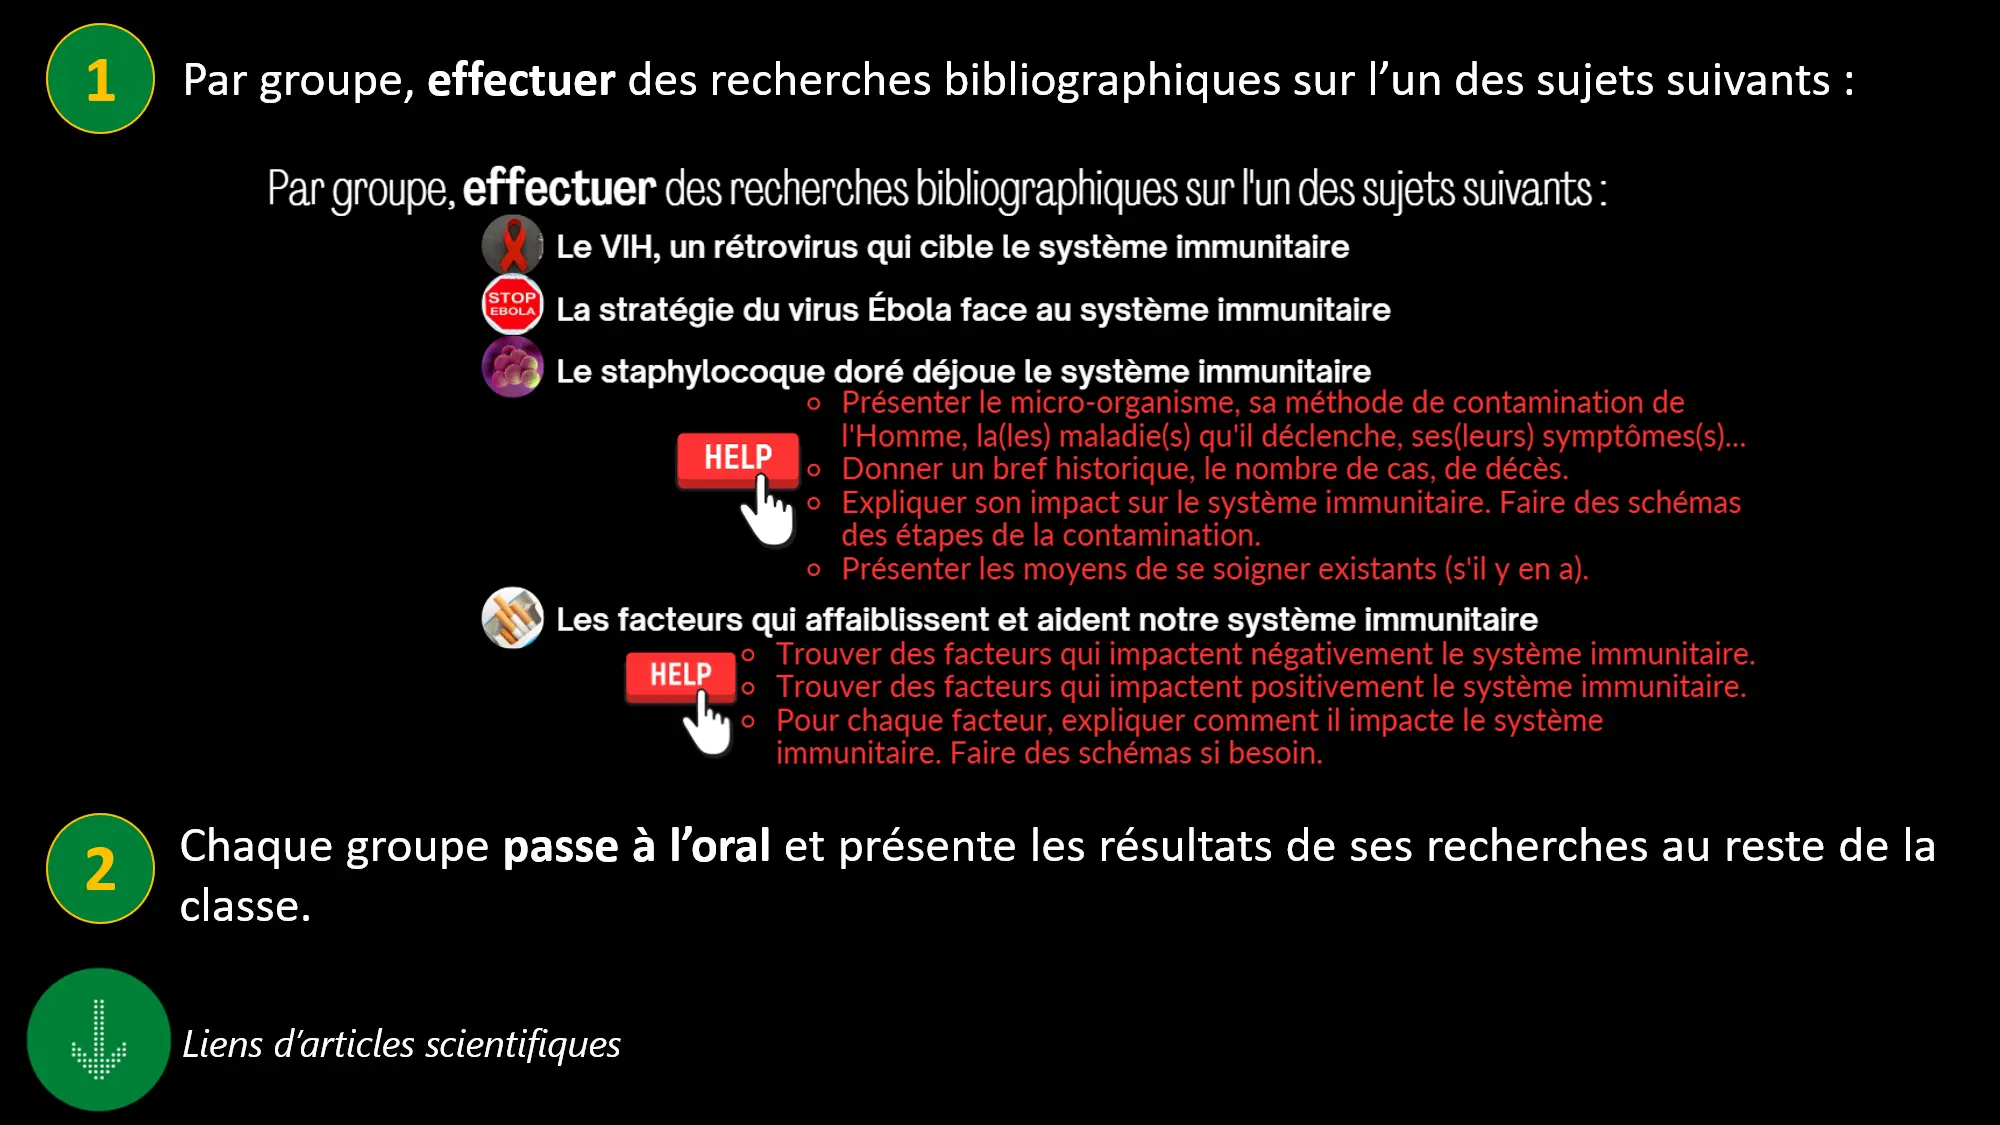 1
Par groupe, effectuer des recherches bibliographiques sur l’un des sujets suivants :
Par groupe, effectuer des recherches bibliographiques sur l'un des sujets suivants :
Le VIH, un rétrovirus qui cible le système immunitaire
STOP
EBOLA
La stratégie du virus Ébola face au système immunitaire
Le staphylocoque doré déjoue le système immunitaire
HELP
Présenter le micro-organisme, sa méthode de contamination de
l'Homme, la(les) maladie(s) qu'il déclenche, ses(leurs) symptômes(s)...
Donner un bref historique, le nombre de cas, de décès.
Expliquer son impact sur le système immunitaire. Faire des schémas
des étapes de la contamination.
Présenter les moyens de se soigner existants (s'il y en a).
Les facteurs qui affaiblissent et aident notre système immunitaire
HELP
Trouver des facteurs qui impactent négativement le système immunitaire.
Trouver des facteurs qui impactent positivement le système immunitaire.
Pour chaque facteur, expliquer comment il impacte le système
immunitaire. Faire des schémas si besoin.
2
Chaque groupe passe à l’oral et présente les résultats de ses recherches au reste de la
classe.
Liens d’articles scientifiques